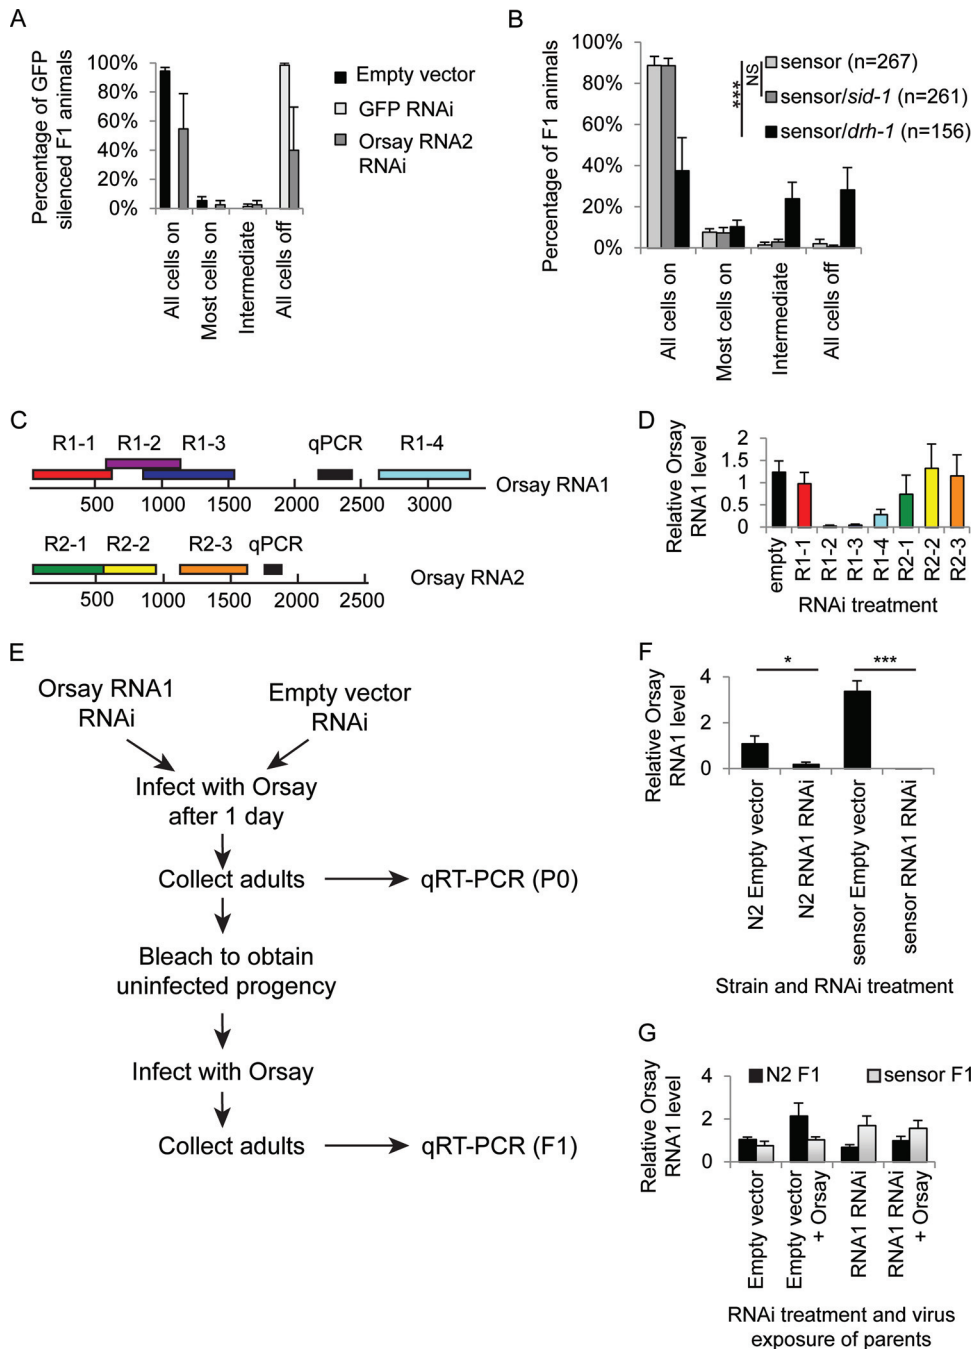 A
Percentage of GFP
silenced F1 animals
100%
80%
60%
40%
20%
0%
All cells on
Most cells on
Intermediate
All cells off
Empty vector
GFP RNAi
Orsay RNA2
RNAi
B
Percentage of F1 animals
100%
80%
60%
40%
20%
0%
All cells on
Most cells on
Intermediate
All cells off
***
NS
sensor (n=267)
sensor/sid-1 (n=261)
sensor/drh-1 (n=156)
C
R1-1 R1-2 R1-3 qPCR R1-4
500 1000 1500 2000 2500 3000
Orsay RNA1
R2-1 R2-2 R2-3 qPCR
500 1000 1500 2000 2500
Orsay RNA2
D
Relative Orsay
RNA1 level
2
1.5
1
0.5
0
empty
R1-1
R1-2
R1-3
R1-4
R2-1
R2-2
R2-3
RNAi treatment
E
Orsay RNA1
RNAi
Empty vector
RNAi
Infect with Orsay
after 1 day
Collect adults
qRT-PCR (P0)
Bleach to obtain
uninfected progency
Infect with Orsay
Collect adults
qRT-PCR (F1)
F
Relative Orsay
RNA1 level
4
2
0
*
***
N2 Empty vector
N2 RNA1 RNAi
sensor Empty vector
sensor RNA1 RNAi
Strain and RNAi treatment
G
Relative Orsay
RNA1 level
4
2
0
N2 F1
sensor F1
Empty vector
Empty vector
+ Orsay
RNA1 RNAi
RNA1 RNAi
+ Orsay
RNAi treatment and virus
exposure of parents